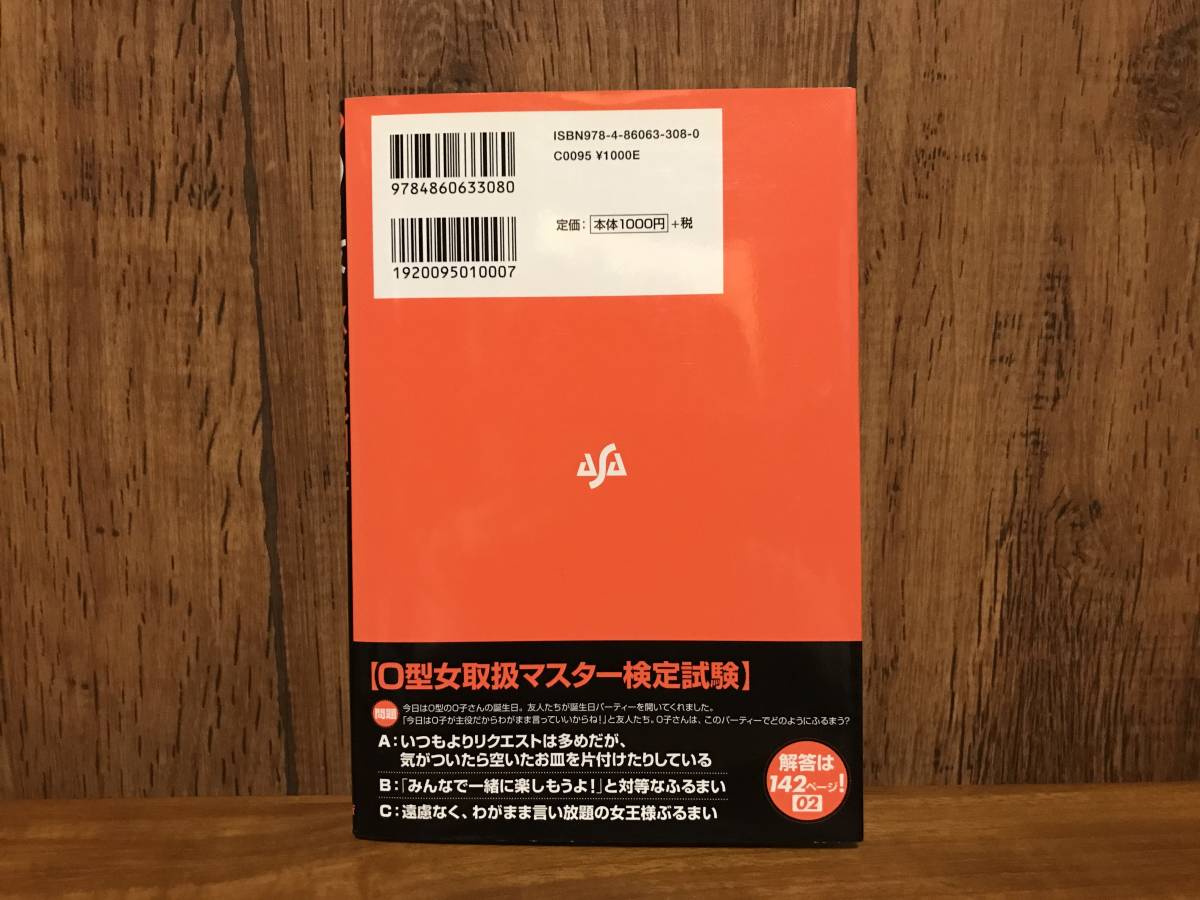 ISBN978-4-86063-308-0
C0095 ¥1000E
9784860633080
定価: 本体1000円 +税
1920095010007
ASA
【O型女取扱マスター検定試験】
問題 今日はO型のO子さんの誕生日。友人たちが誕生日パーティーを開いてくれました。
「今日はO子が主役だからわがまま言っていいからね!」と友人たち。O子さんは、このパーティーでどのようにふるまう?
A:いつもよりリクエストは多めだが、
気がついたら空いたお皿を片付けたりしている
B:「みんなで一緒に楽しもうよ!」と対等なふるまい
C:遠慮なく、わがまま言い放題の女王様ぶるまい
解答は
142ページ!
02